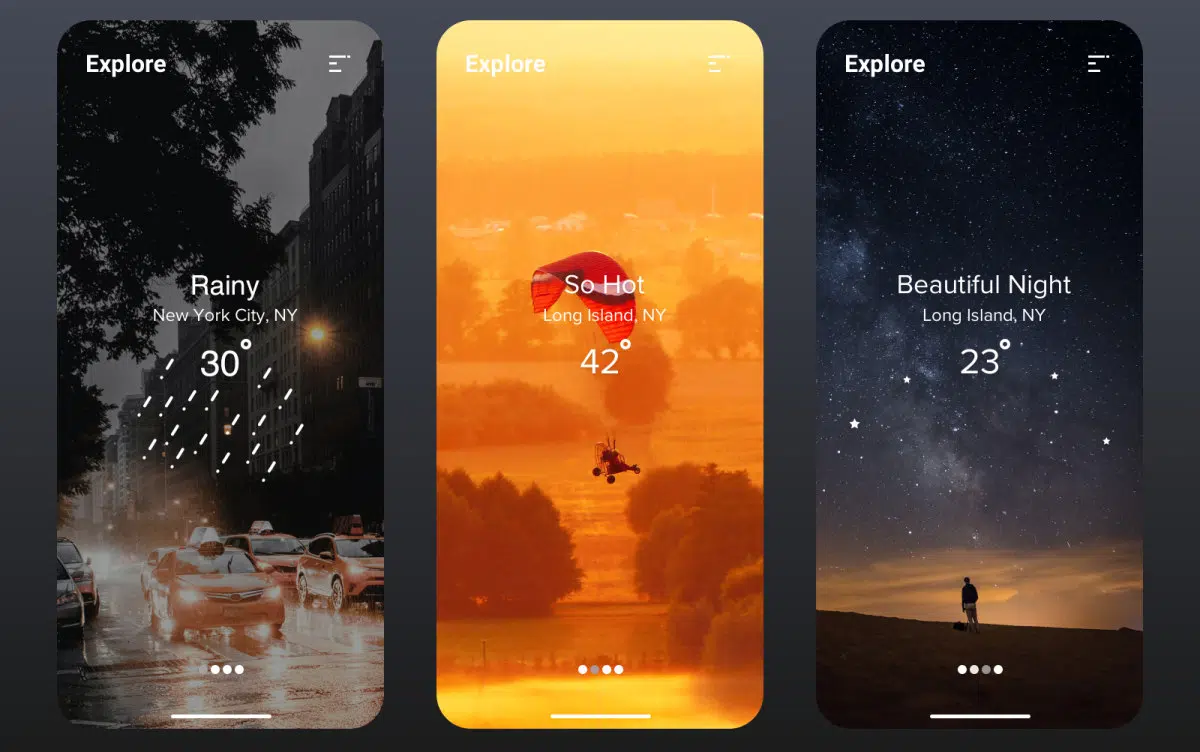 Explore
Rainy
New York City, NY
30°
Explore
So Hot
Long Island, NY
42°
Explore
Beautiful Night
Long Island, NY
23°